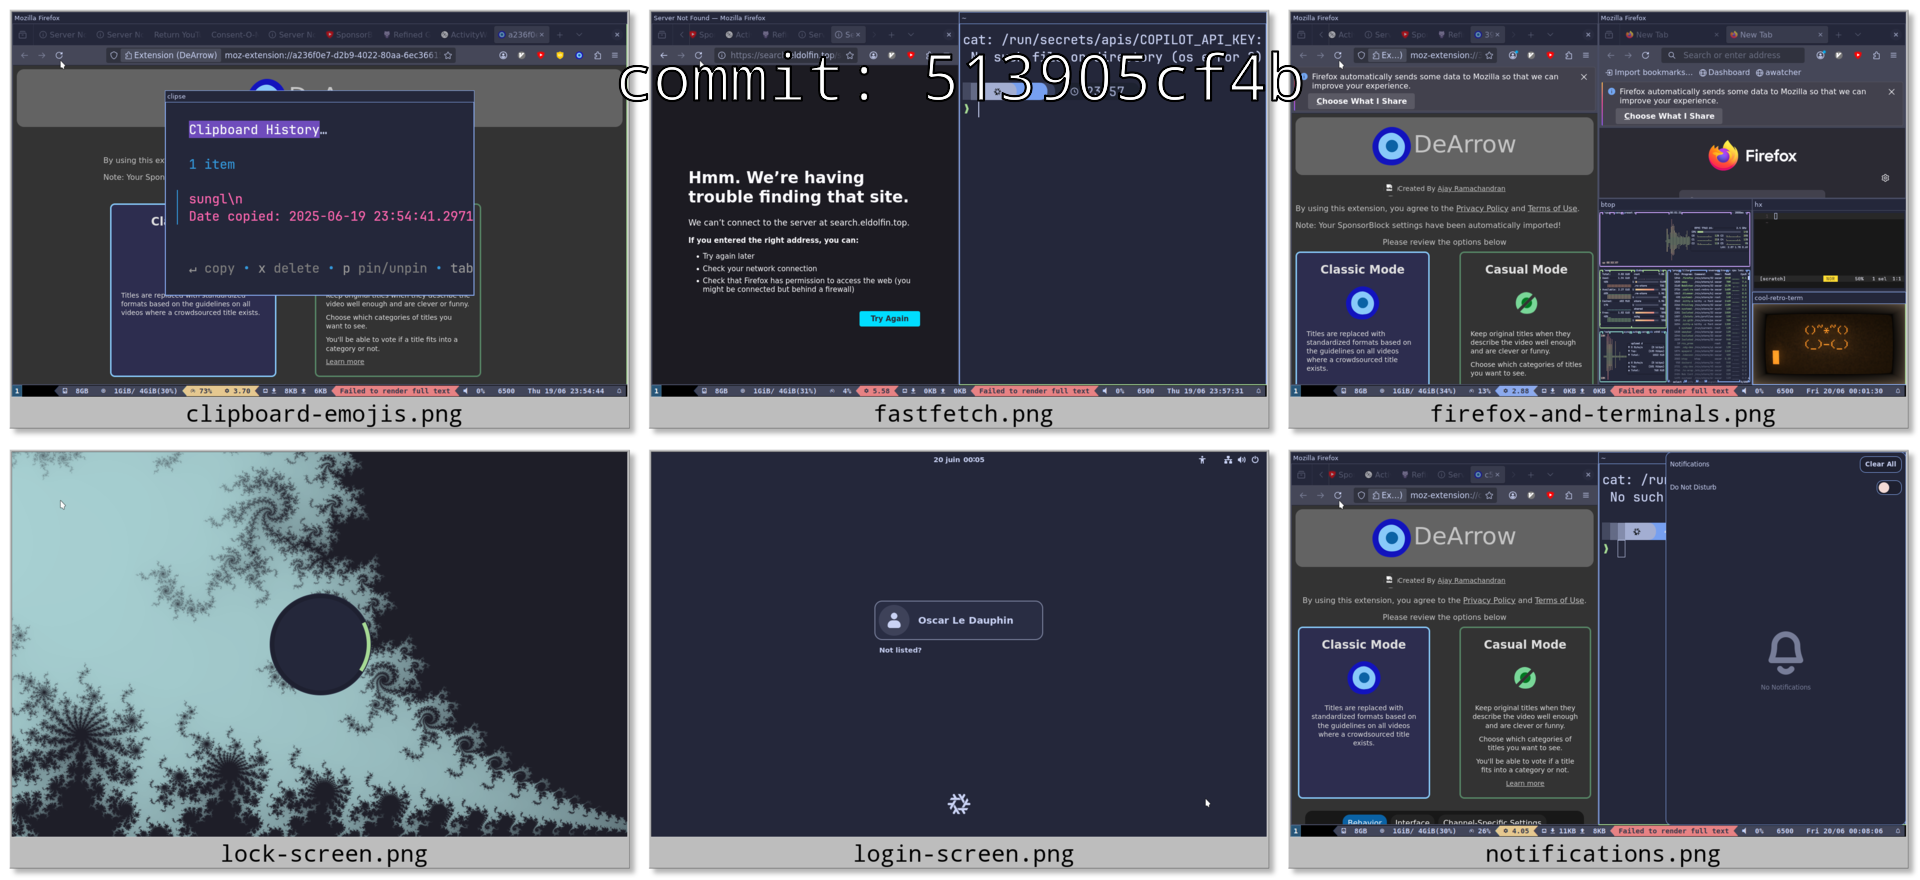 commit: 513905cf4b
Mozilla Firefox
Extension (DeArrow)
moz-extension://a236f0e7-d2b9-4022-80aa-6ec3661
clipse
Clipboard History…
1 item
sungl\n
Date copied: 2025-06-19 23:54:41.2971
↵ copy • x delete • p pin/unpin • tab
By using this ex
Note: Your Spon
Titles are replaced with standardized
formats based on the guidelines on all
videos where a crowdsourced title exists.
Keep original titles when they describe the
video well enough and are clever or funny.
Choose which categories of titles you
want to see.
You'll be able to vote if a title fits into a
category or not.
Learn more
1
8GB
1GiB/ 4GiB(30%)
73%
3.70
8KB
6KB
Failed to render full text
0%
6500
Thu 19/06 23:54:44
clipboard-emojis.png
Server Not Found — Mozilla Firefox
Hmm. We're having
trouble finding that site.
We can't connect to the server at search.eldolfin.top.
If you entered the right address, you can:
• Try again later
• Check your network connection
• Check that Firefox has permission to access the web (you
might be connected but behind a firewall)
Try Again
cat: /run/secrets/apis/COPILOT_API_KEY:
No such file or directory (os error 2)
23:57
1
8GB
1GiB/ 4GiB(31%)
4%
5.58
0KB
0KB
Failed to render full text
0%
6500
Thu 19/06 23:57:31
fastfetch.png
Mozilla Firefox
Ex...)
moz-extension:/
Firefox automatically sends some data to Mozilla so that we can
improve your experience.
Choose What I Share
DeArrow
Created By Ajay Ramachandran
By using this extension, you agree to the Privacy Policy and Terms of Use.
Note: Your SponsorBlock settings have been automatically imported!
Please review the options below
Classic Mode
Titles are replaced with
standardized formats based on
the guidelines on all videos
where a crowdsourced title
exists.
Casual Mode
Keep original titles when they
describe the video well enough
and are clever or funny.
Choose which categories of
titles you want to see.
Mozilla Firefox
New Tab
New Tab
Search or enter address
Import bookmarks...
Dashboard
awatcher
Firefox automatically sends some data to Mozilla so that we can
improve your experience.
Choose What I Share
Firefox
btop
hx
[scratch]
cool-retro-term
()"*"()
(_)-(_)
1
8GB
1GiB/ 4GiB(34%)
13%
2.88
0KB
0KB
Failed to render full text
0%
6500
Fri 20/06 00:01:30
firefox-and-terminals.png
lock-screen.png
20 juin 00:05
Oscar Le Dauphin
Not listed?
login-screen.png
Mozilla Firefox
Ex...)
moz-extension://
DeArrow
Created By Ajay Ramachandran
By using this extension, you agree to the Privacy Policy and Terms of Use.
Please review the options below
Classic Mode
Titles are replaced with
standardized formats based on
the guidelines on all videos
where a crowdsourced title
exists.
Casual Mode
Keep original titles when they
describe the video well enough
and are clever or funny.
Choose which categories of
titles you want to see.
You'll be able to vote if a title
fits into a category or not.
Learn more
Behavior
Interface
Channel-Specific Settings
cat: /run
No such
Notifications
Clear All
Do Not Disturb
No Notifications
1
8GB
1GiB/ 4GiB(30%)
26%
4.05
11KB
8KB
Failed to render full text
0%
6500
Fri 20/06 00:08:06
notifications.png